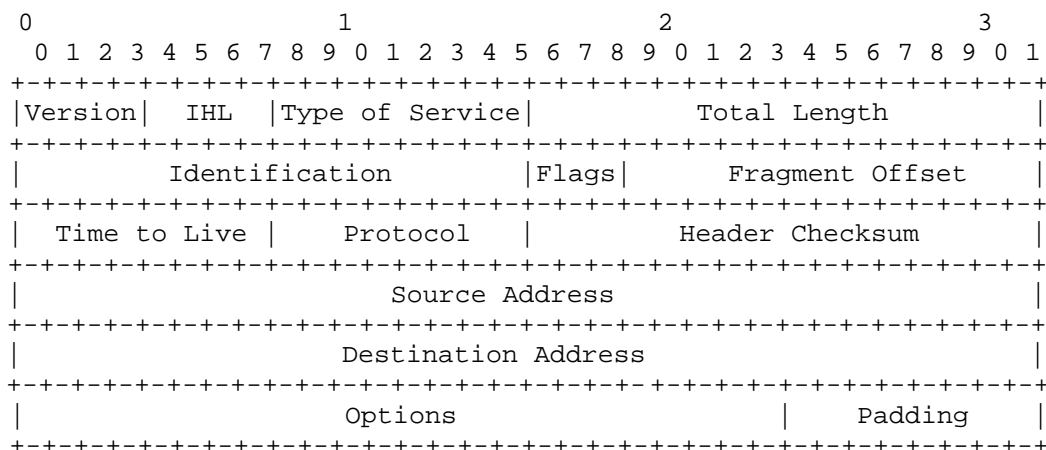 0                   1                   2                   3
 0 1 2 3 4 5 6 7 8 9 0 1 2 3 4 5 6 7 8 9 0 1 2 3 4 5 6 7 8 9 0 1
+-+-+-+-+-+-+-+-+-+-+-+-+-+-+-+-+-+-+-+-+-+-+-+-+-+-+-+-+-+-+-+-+
|Version|  IHL  |Type of Service|          Total Length         |
+-+-+-+-+-+-+-+-+-+-+-+-+-+-+-+-+-+-+-+-+-+-+-+-+-+-+-+-+-+-+-+-+
|         Identification        |Flags|      Fragment Offset    |
+-+-+-+-+-+-+-+-+-+-+-+-+-+-+-+-+-+-+-+-+-+-+-+-+-+-+-+-+-+-+-+-+
|  Time to Live |    Protocol   |         Header Checksum       |
+-+-+-+-+-+-+-+-+-+-+-+-+-+-+-+-+-+-+-+-+-+-+-+-+-+-+-+-+-+-+-+-+
|                       Source Address                          |
+-+-+-+-+-+-+-+-+-+-+-+-+-+-+-+-+-+-+-+-+-+-+-+-+-+-+-+-+-+-+-+-+
|                    Destination Address                        |
+-+-+-+-+-+-+-+-+-+-+-+-+-+-+-+-+-+-+-+-+-+-+-+-+-+-+-+-+-+-+-+-+
|                    Options                    |    Padding    |
+-+-+-+-+-+-+-+-+-+-+-+-+-+-+-+-+-+-+-+-+-+-+-+-+-+-+-+-+-+-+-+-+